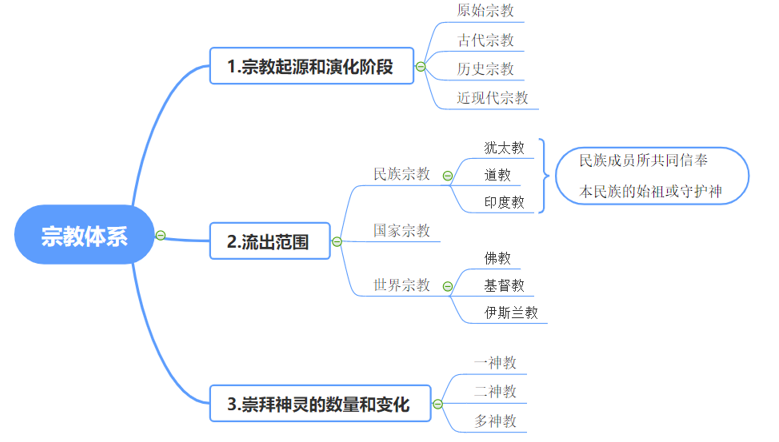 宗教体系
1.宗教起源和演化阶段
原始宗教
古代宗教
历史宗教
近现代宗教
2.流出范围
民族宗教
犹太教
道教
印度教
民族成员所共同信奉
本民族的始祖或守护神
国家宗教
世界宗教
佛教
基督教
伊斯兰教
3.崇拜神灵的数量和变化
一神教
二神教
多神教